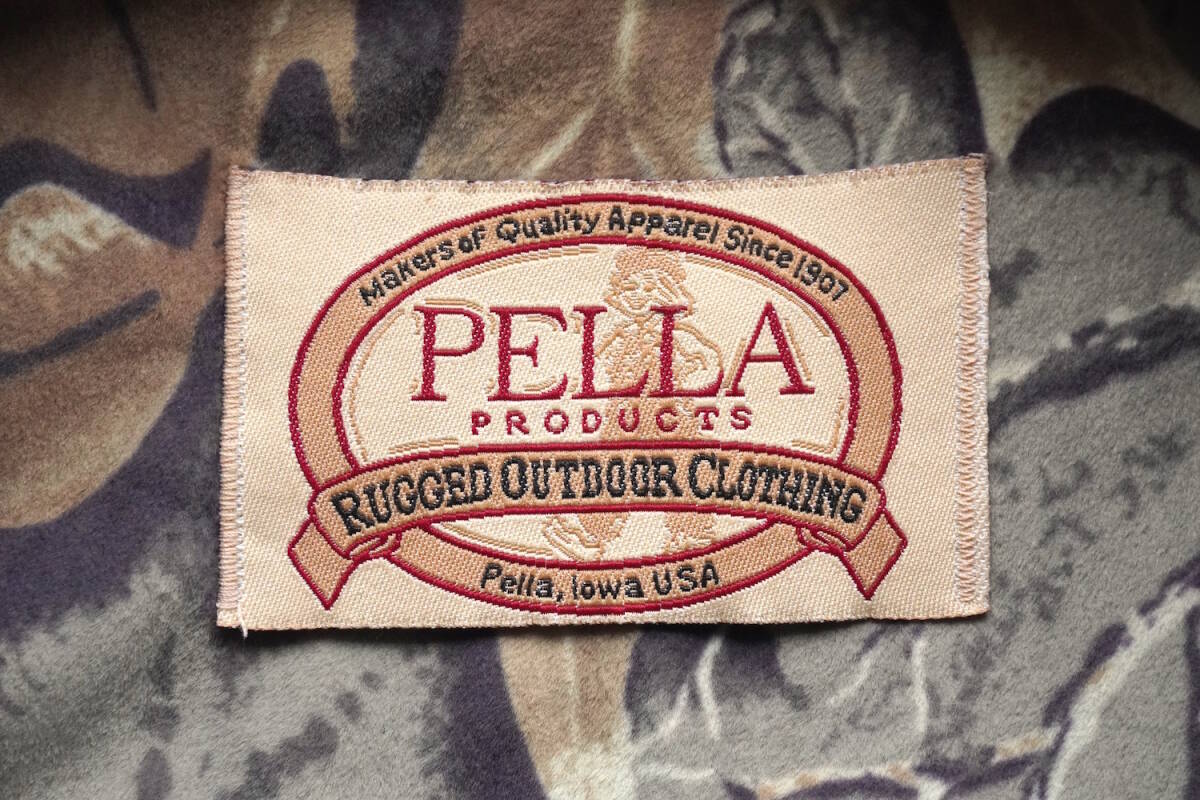 Makers of Quality Apparel Since 1907
PELLA
PRODUCTS
RUGGED OUTDOOR CLOTHING
Pella, Iowa USA